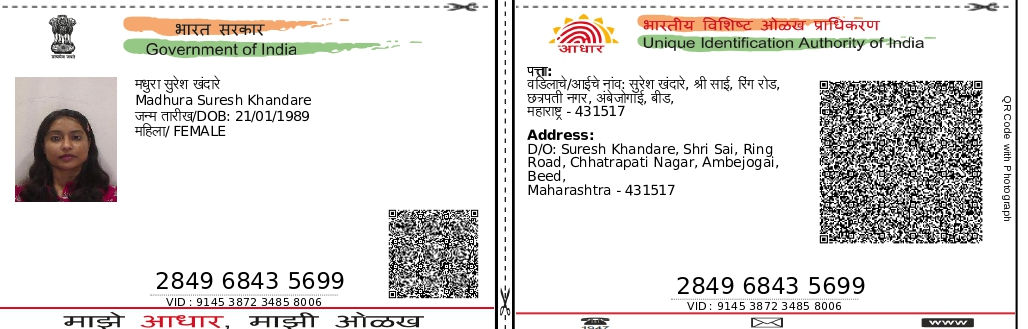 भारत सरकार
Government of India
मधुरा सुरेश खंदारे
Madhura Suresh Khandare
जन्म तारीख/DOB: 21/01/1989
महिला/ FEMALE
2849 6843 5699
VID : 9145 3872 3485 8006
माझे आधार, माझी ओळख
आधार
भारतीय विशिष्ट ओळख प्राधिकरण
Unique Identification Authority of India
पत्ता:
वडिलाचे/आईचे नांव: सुरेश खंदारे, श्री साई, रिंग रोड,
छत्रपती नगर, अंबेजोगाई, बीड,
महाराष्ट्र - 431517
Address:
D/O: Suresh Khandare, Shri Sai, Ring
Road, Chhatrapati Nagar, Ambejogai,
Beed,
Maharashtra - 431517
QR Code with Photograph
2849 6843 5699
VID : 9145 3872 3485 8006
1947
www